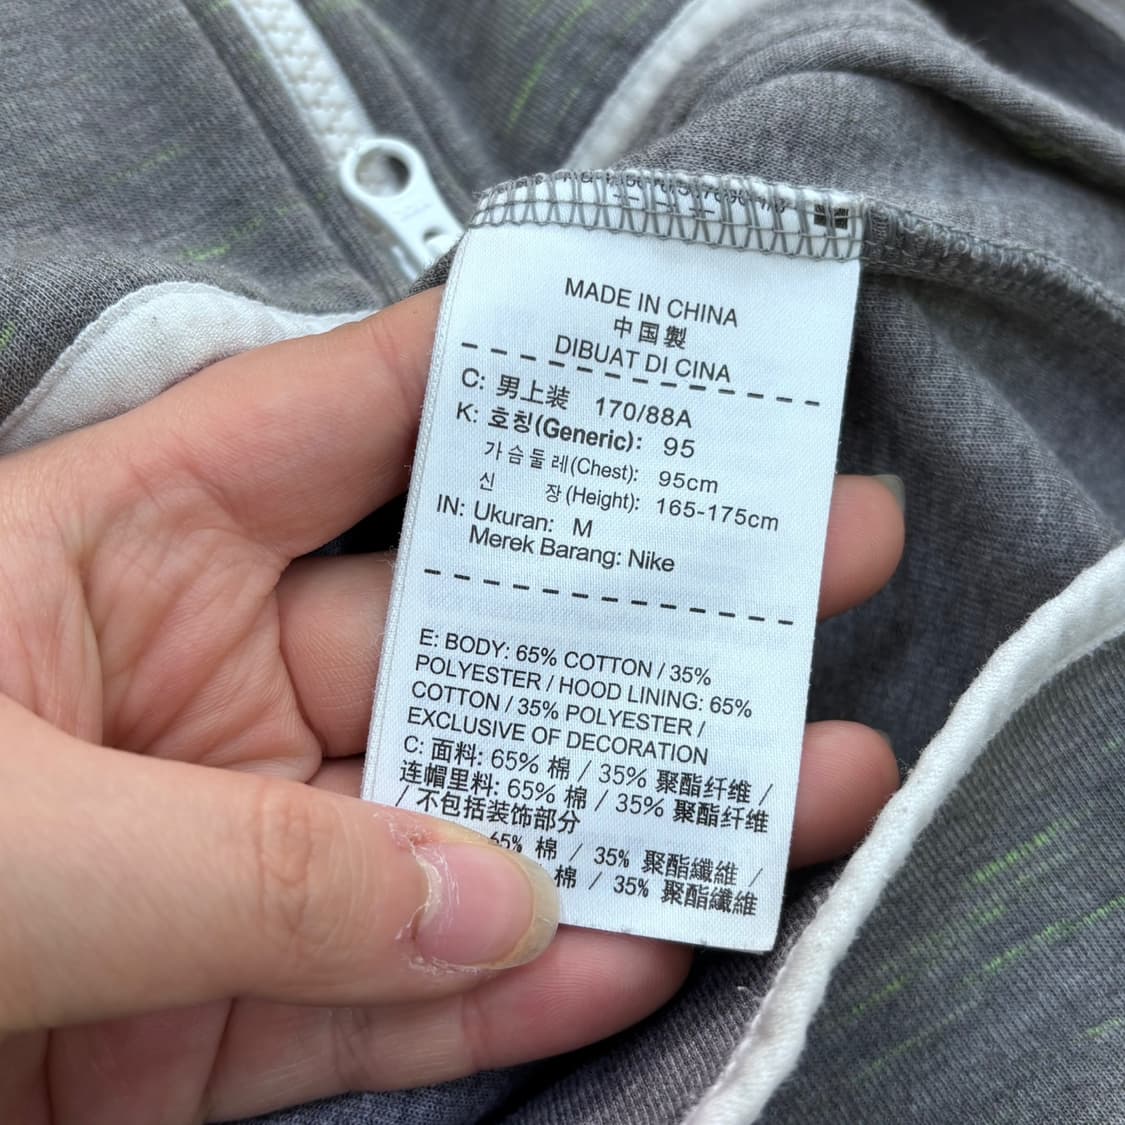 MADE IN CHINA
中国製
DIBUAT DI CINA
C: 男上装 170/88A
K: 호칭(Generic): 95
가슴둘레(Chest): 95cm
신 장(Height): 165-175cm
IN: Ukuran: M
Merek Barang: Nike
E: BODY: 65% COTTON / 35%
POLYESTER / HOOD LINING: 65%
COTTON / 35% POLYESTER /
EXCLUSIVE OF DECORATION
C: 面料: 65% 棉 / 35% 聚酯纤维 /
连帽里料: 65% 棉 / 35% 聚酯纤维
/ 不包括装饰部分
65% 棉 / 35% 聚酯纖維 /
棉 / 35% 聚酯纖維